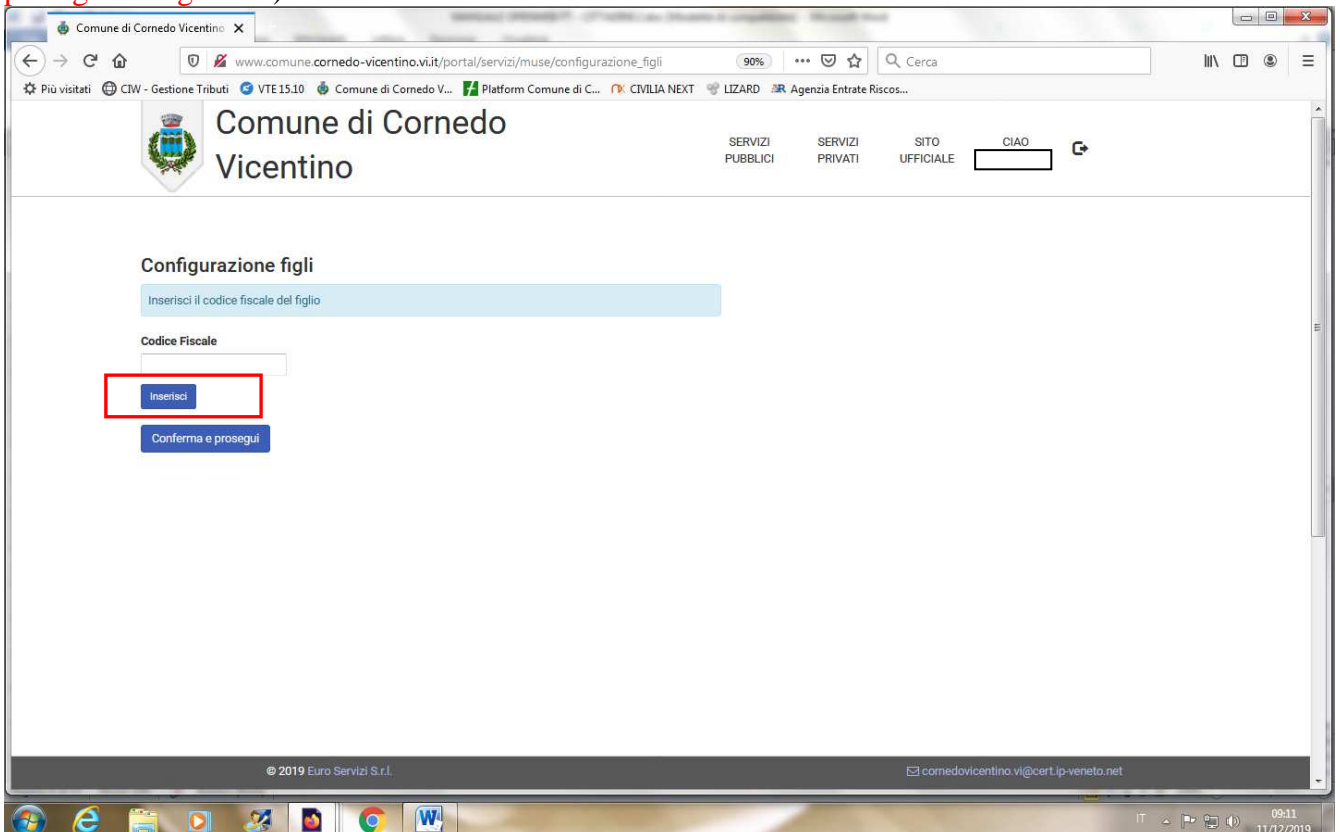 Comune di Cornedo Vicentino
www.comune.cornedo-vicentino.vi.it/portal/servizi/muse/configurazione_figli
90%
Cerca
Più visitati CIW - Gestione Tributi VTE 15.10 Comune di Cornedo V... Platform Comune di C... CIVILIA NEXT LIZARD Agenzia Entrate Riscos...
Comune di Cornedo
Vicentino
SERVIZI PUBBLICI
SERVIZI PRIVATI
SITO UFFICIALE
CIAO
Configurazione figli
Inserisci il codice fiscale del figlio
Codice Fiscale
Inserisci
Conferma e prosegui
© 2019 Euro Servizi S.r.l.
cornedovicentino.vi@cert.ip-veneto.net
IT
09:11
11/12/2019